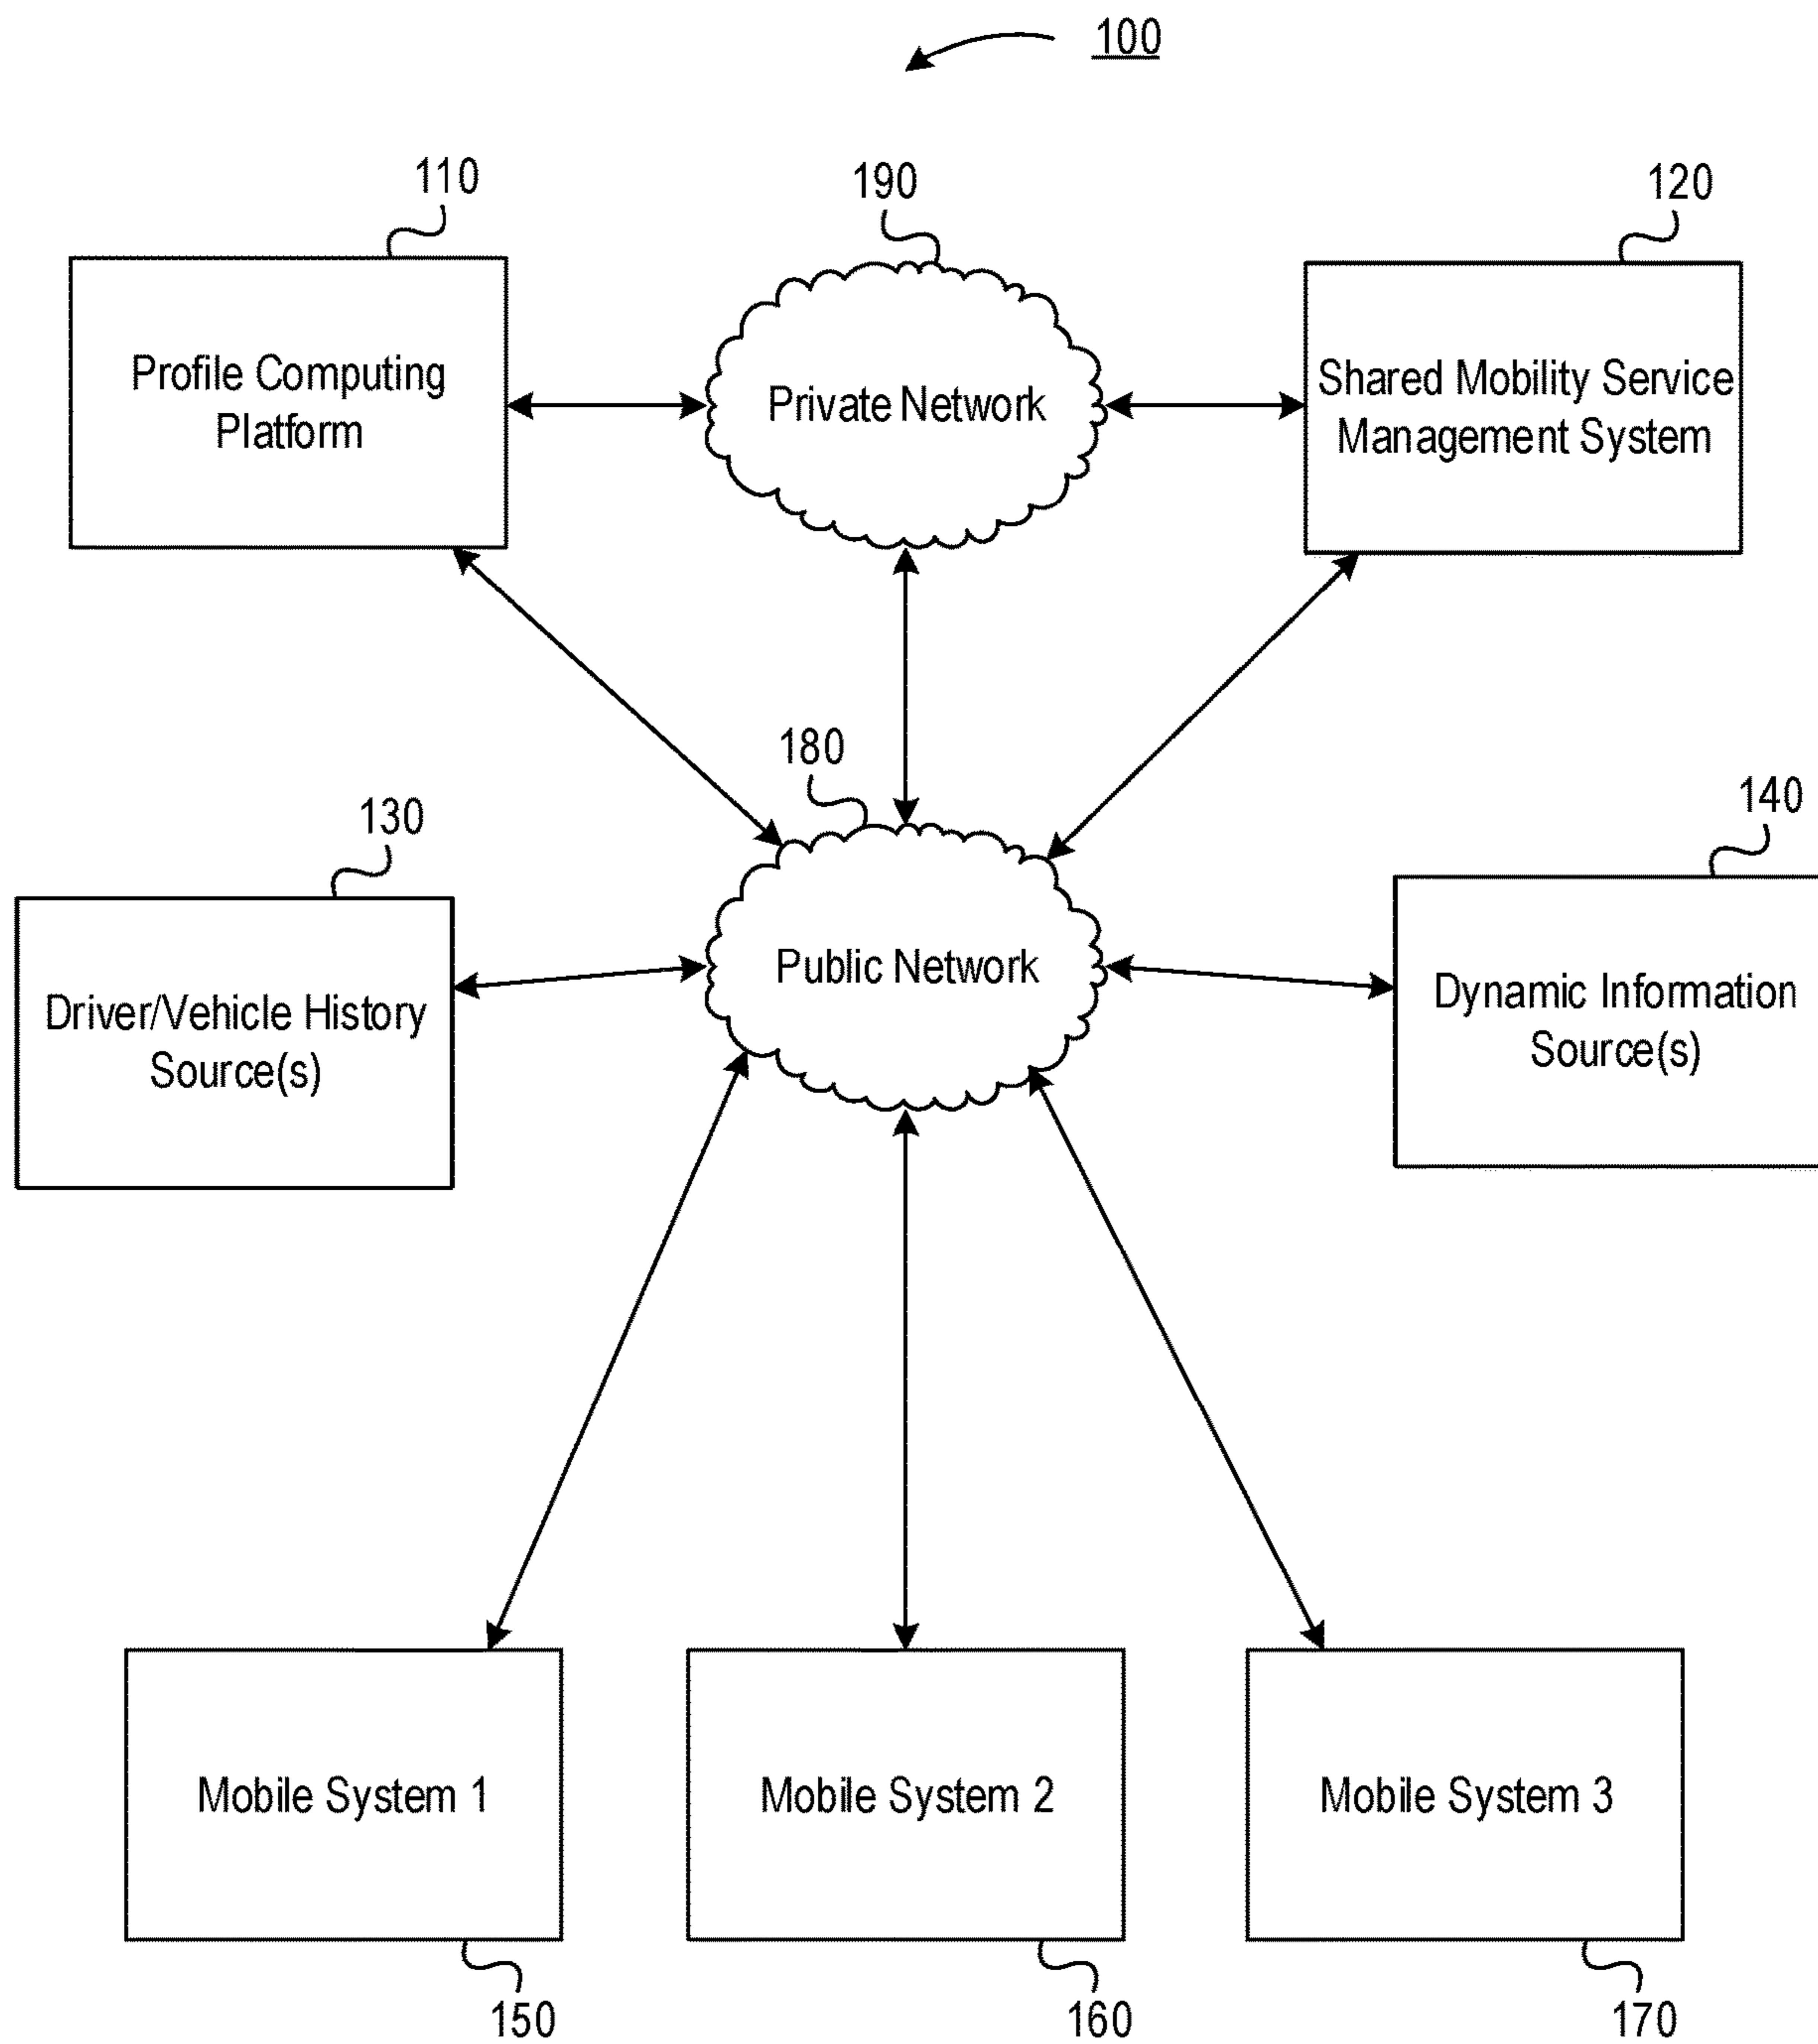 100
110
190
120
Profile Computing
Platform
Private Network
Shared Mobility Service
Management System
180
130
140
Driver/Vehicle History
Source(s)
Public Network
Dynamic Information
Source(s)
Mobile System 1
Mobile System 2
Mobile System 3
150
160
170